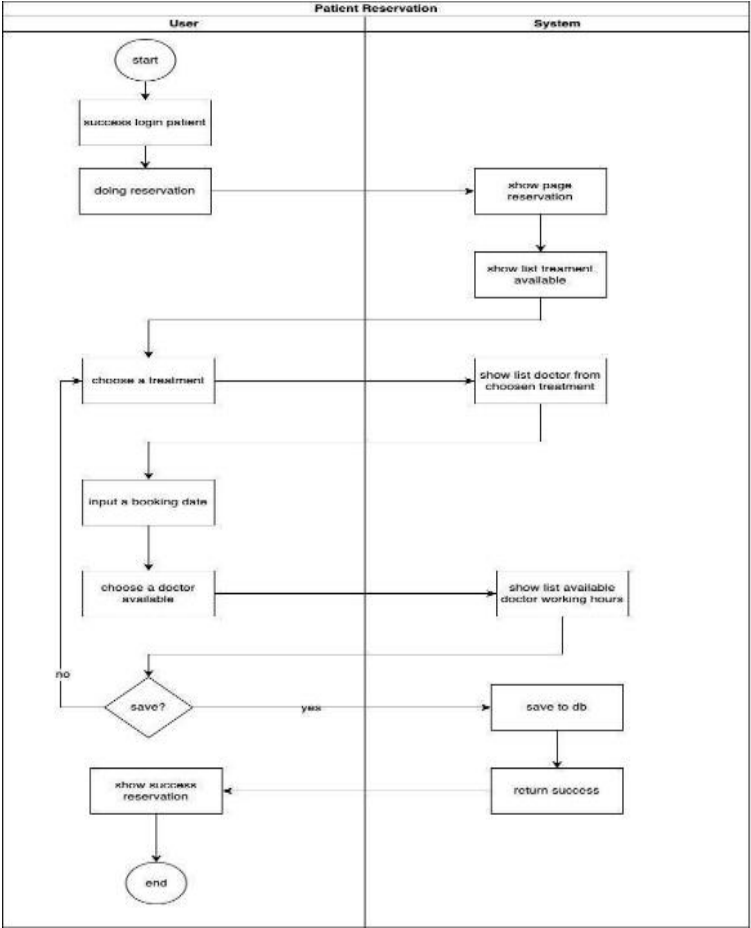 Patient Reservation
User
System
start
success login patient
doing reservation
show page
reservation
show list treament
available
choose a treatment
show list doctor from
choosen treatment
input a booking date
choose a doctor
available
show list available
doctor working hours
no
save?
yes
save to db
show success
reservation
return success
end